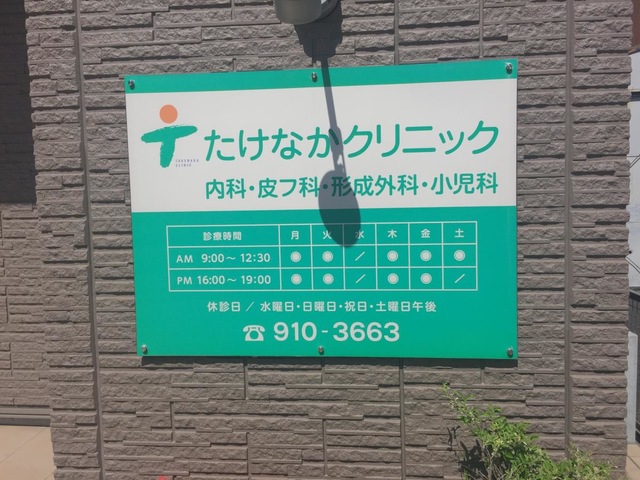 たけなかクリニック
TAKENAKA
CLINIC
内科・皮フ科・形成外科・小児科
診療時間 月 火 水 木 金 土
AM 9:00～12:30 ◉ ◉ ／ ◉ ◉ ◉
PM 16:00～19:00 ◉ ◉ ／ ◉ ◉ ／
休診日 ／ 水曜日・日曜日・祝日・土曜日午後
☎ 910-3663